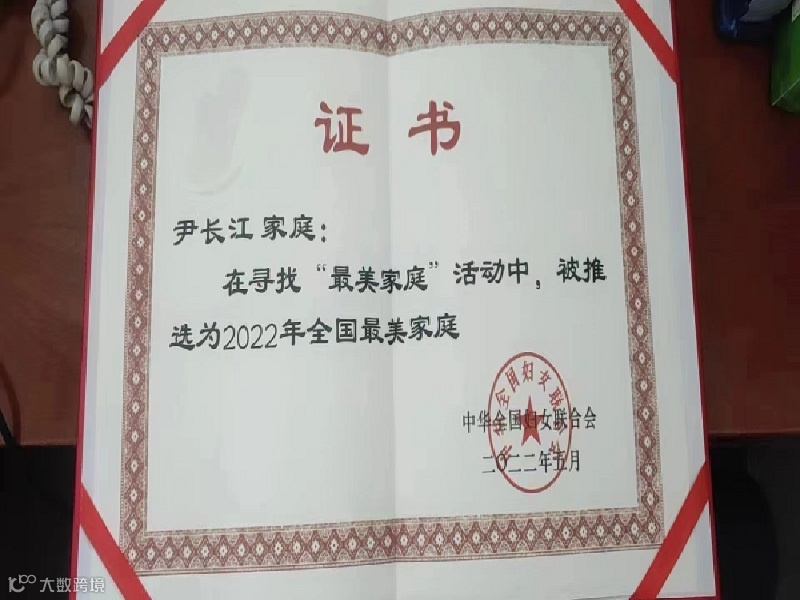 证书
尹长江家庭：
在寻找“最美家庭”活动中，被推
选为2022年全国最美家庭
中华全国妇女联合会
二〇二二年五月
大数跨境